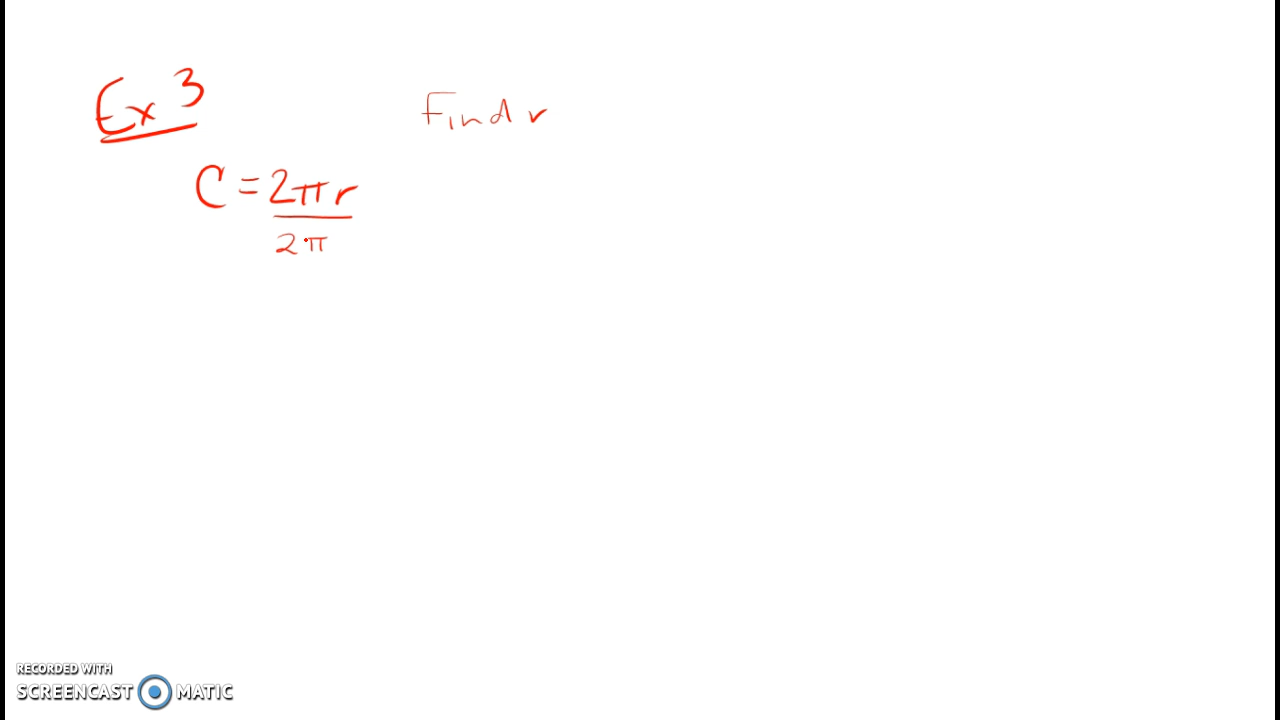 Ex 3
Find r
C = 2πr
2π
RECORDED WITH
SCREENCAST MATIC